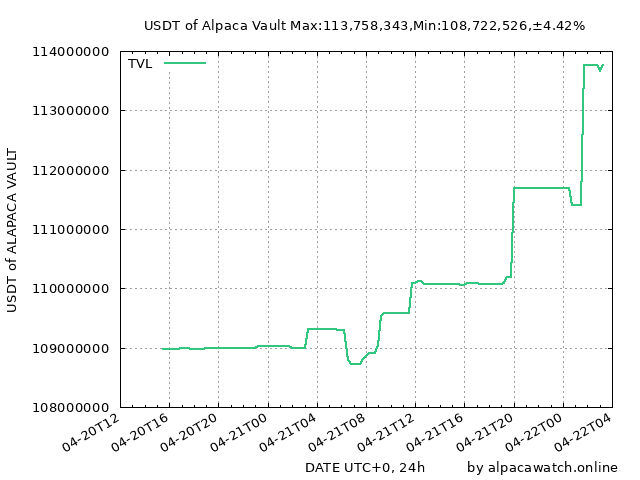 USDT of Alpaca Vault Max:113,758,343,Min:108,722,526,±4.42%
TVL
USDT of ALAPACA VAULT
114000000
113000000
112000000
111000000
110000000
109000000
108000000
04-20T12
04-20T16
04-20T20
04-21T00
04-21T04
04-21T08
04-21T12
04-21T16
04-21T20
04-22T00
04-22T04
DATE UTC+0, 24h
by alpacawatch.online